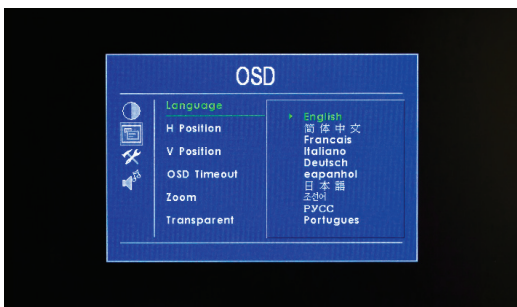 OSD
Language
H Position
V Position
OSD Timeout
Zoom
Transparent
English
简体中文
Francais
Italiano
Deutsch
eapanhol
日本語
조선어
РУСС
Portugues